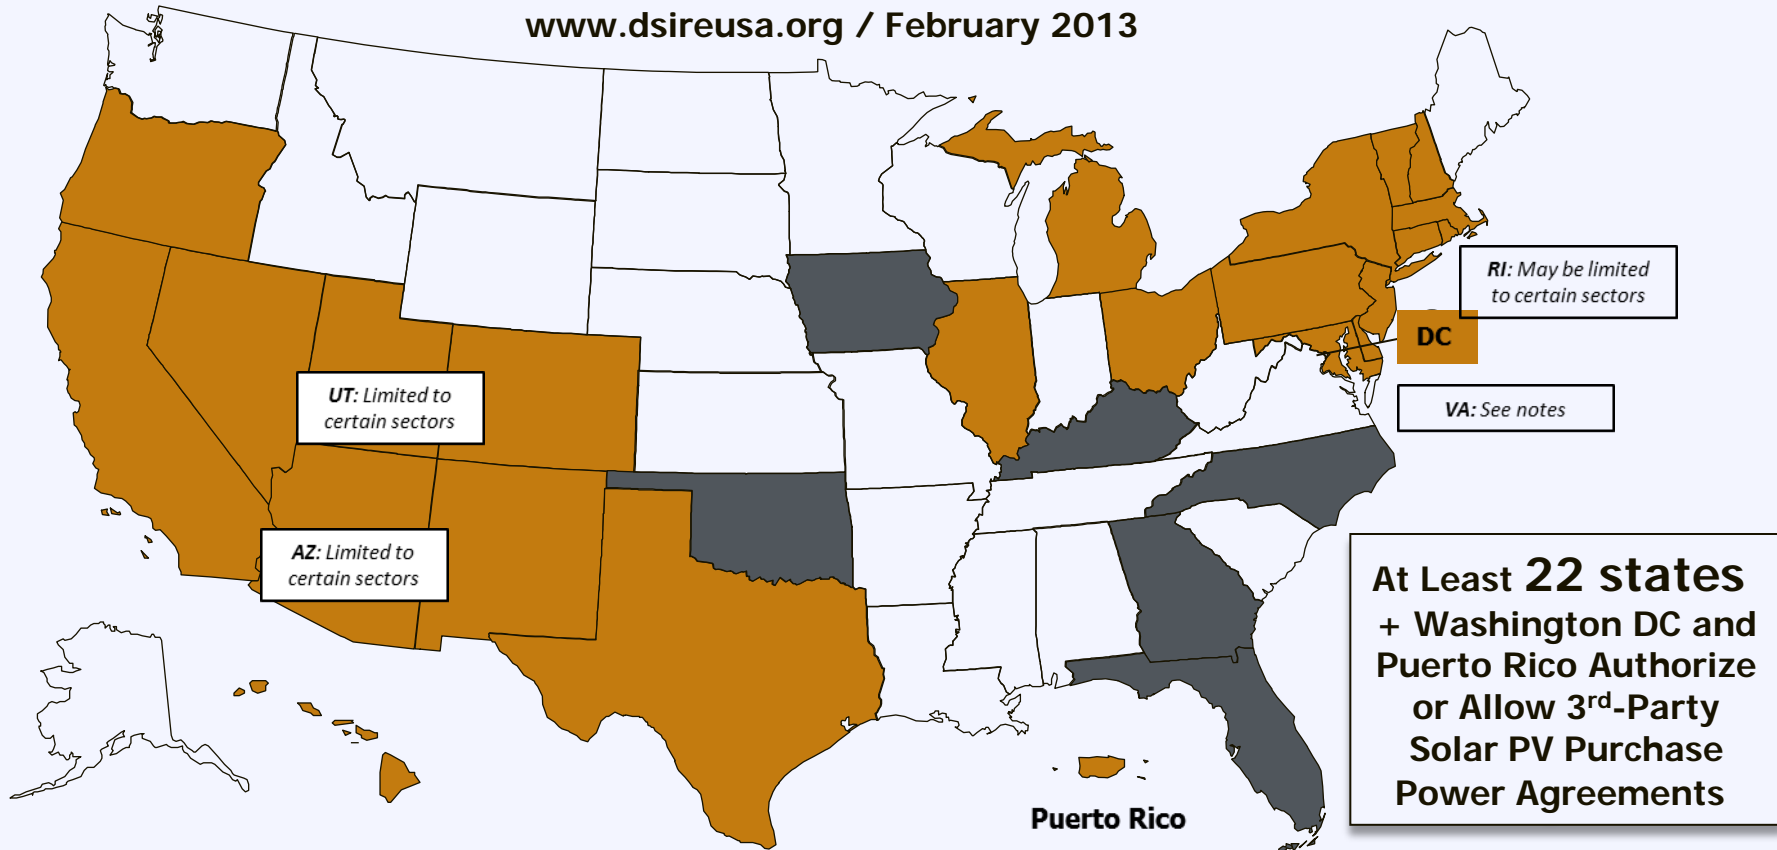 www.dsireusa.org / February 2013
RI: May be limited
to certain sectors
DC
UT: Limited to
certain sectors
VA: See notes
AZ: Limited to
certain sectors
At Least 22 states
+ Washington DC and
Puerto Rico Authorize
or Allow 3rd-Party
Solar PV Purchase
Power Agreements
Puerto Rico